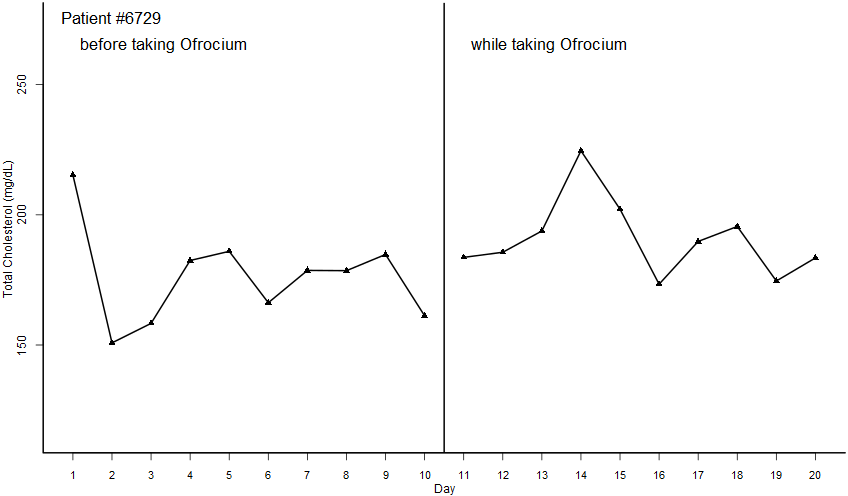 Patient #6729
before taking Ofrocium
while taking Ofrocium
250
200
150
Total Cholesterol (mg/dL)
1 2 3 4 5 6 7 8 9 10 11 12 13 14 15 16 17 18 19 20
Day